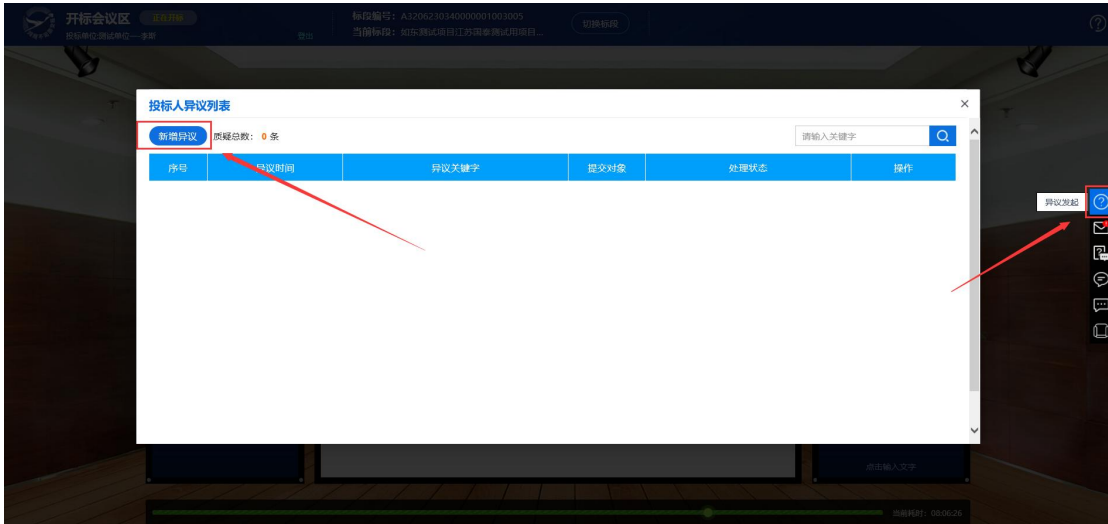 开标会议区 正在开标
投标单位:测试单位——李即
登出
标段编号：A3206230340000001003005
当前标段：如东测试项目江苏国泰测试用项目...
切换标段
投标人异议列表
新增异议 质疑总数：0 条
请输入关键字
序号 异议时间 异议关键字 提交对象 处理状态 操作
异议发起
点击输入文字
当前耗时：08:06:26